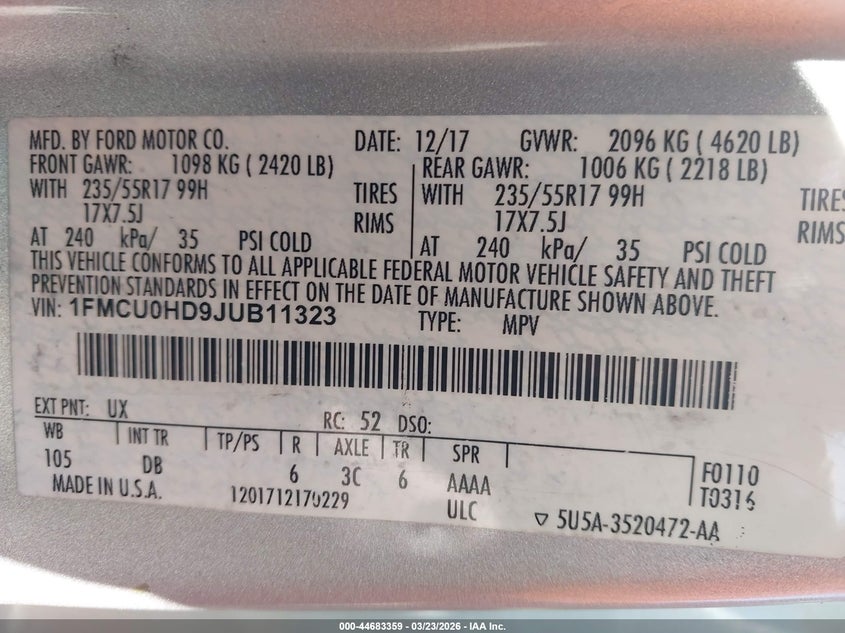 MFD. BY FORD MOTOR CO. DATE: 12/17 GVWR: 2096 KG ( 4620 LB)
FRONT GAWR: 1098 KG ( 2420 LB) REAR GAWR: 1006 KG ( 2218 LB)
WITH 235/55R17 99H TIRES WITH 235/55R17 99H TIRES
17X7.5J RIMS 17X7.5J RIMS
AT 240 kPa/ 35 PSI COLD AT 240 kPa/ 35 PSI COLD
THIS VEHICLE CONFORMS TO ALL APPLICABLE FEDERAL MOTOR VEHICLE SAFETY AND THEFT
PREVENTION STANDARDS IN EFFECT ON THE DATE OF MANUFACTURE SHOWN ABOVE.
VIN: 1FMCU0HD9JUB11323 TYPE: MPV
EXT PNT: UX RC: 52 DSO:
WB INT TR TP/PS R AXLE TR SPR
105 DB 6 3C 6 AAAA F0110
MADE IN U.S.A. 1201712170229 ULC T0316
▽ 5U5A-3520472-AA
000-44683359 — 03/23/2026 — IAA Inc.